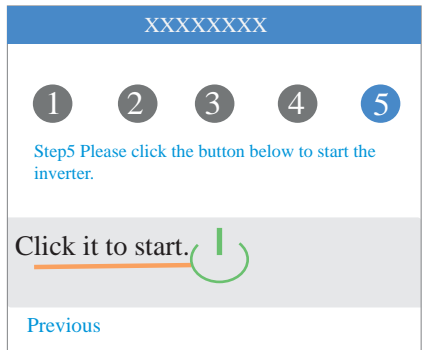 XXXXXXXX
1 2 3 4 5
Step5 Please click the button below to start the
inverter.
Click it to start.
Previous